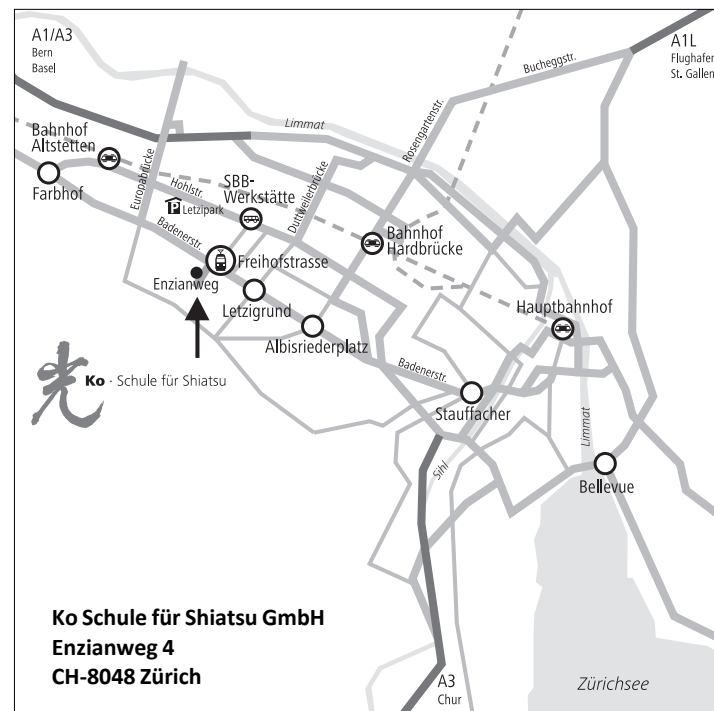 A1/A3
Bern
Basel
A1L
Flughafen
St. Gallen
Bucheggstr.
Limmat
Rosengartenstr.
Bahnhof
Altstetten
Farbhof
Europabrücke
Hohlstr.
SBB-
Werkstätte
P
Letzipark
Duttweilerbrücke
Badenerstr.
Bahnhof
Hardbrücke
Freihofstrasse
Enzianweg
Letzigrund
Hauptbahnhof
Albisriederplatz
光
Ko · Schule für Shiatsu
Badenerstr.
Stauffacher
Limmat
Sihl
Bellevue
Ko Schule für Shiatsu GmbH
Enzianweg 4
CH-8048 Zürich
A3
Chur
Zürichsee